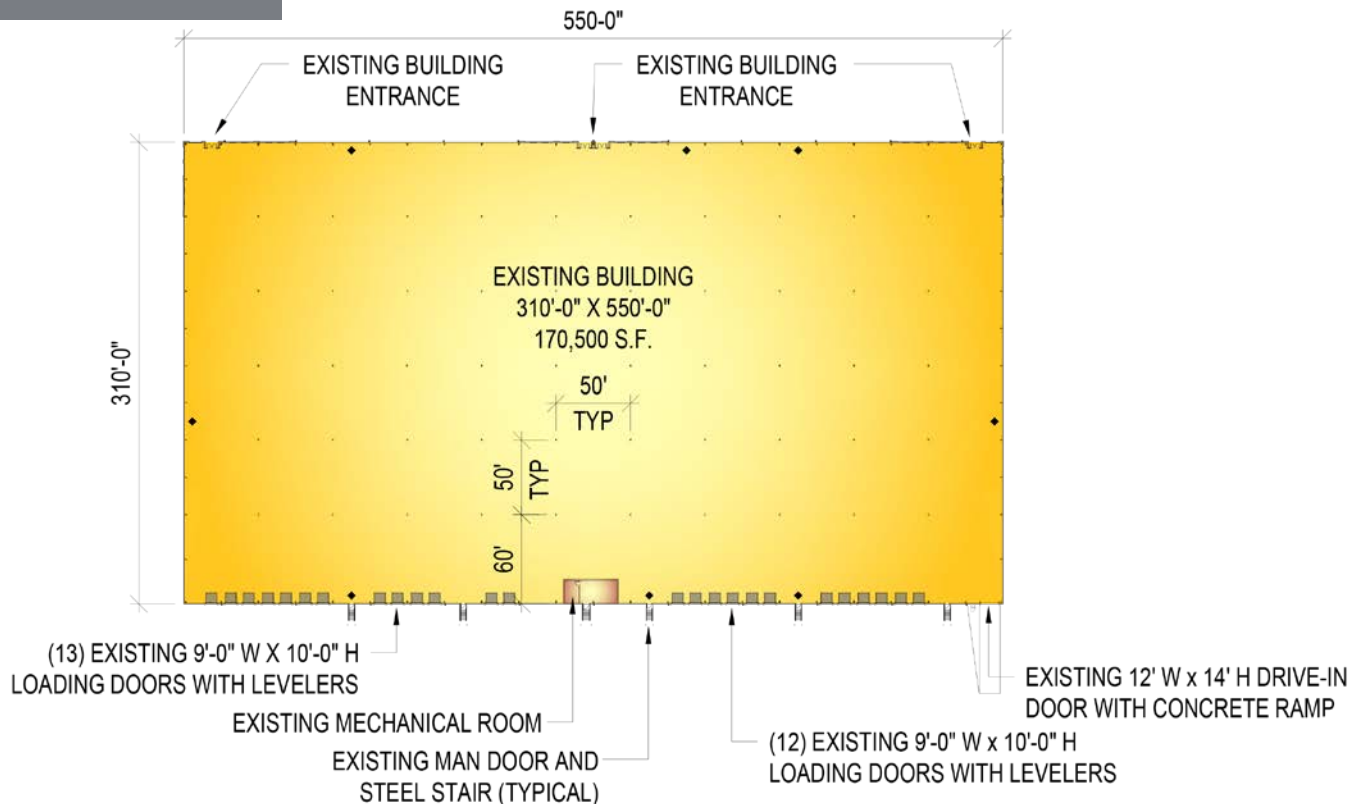 550-0"
EXISTING BUILDING
ENTRANCE
EXISTING BUILDING
ENTRANCE
310'-0"
EXISTING BUILDING
310'-0" X 550'-0"
170,500 S.F.
50'
TYP
50'
TYP
60'
(13) EXISTING 9'-0" W X 10'-0" H
LOADING DOORS WITH LEVELERS
EXISTING MECHANICAL ROOM
EXISTING MAN DOOR AND
STEEL STAIR (TYPICAL)
(12) EXISTING 9'-0" W x 10'-0" H
LOADING DOORS WITH LEVELERS
EXISTING 12' W x 14' H DRIVE-IN
DOOR WITH CONCRETE RAMP